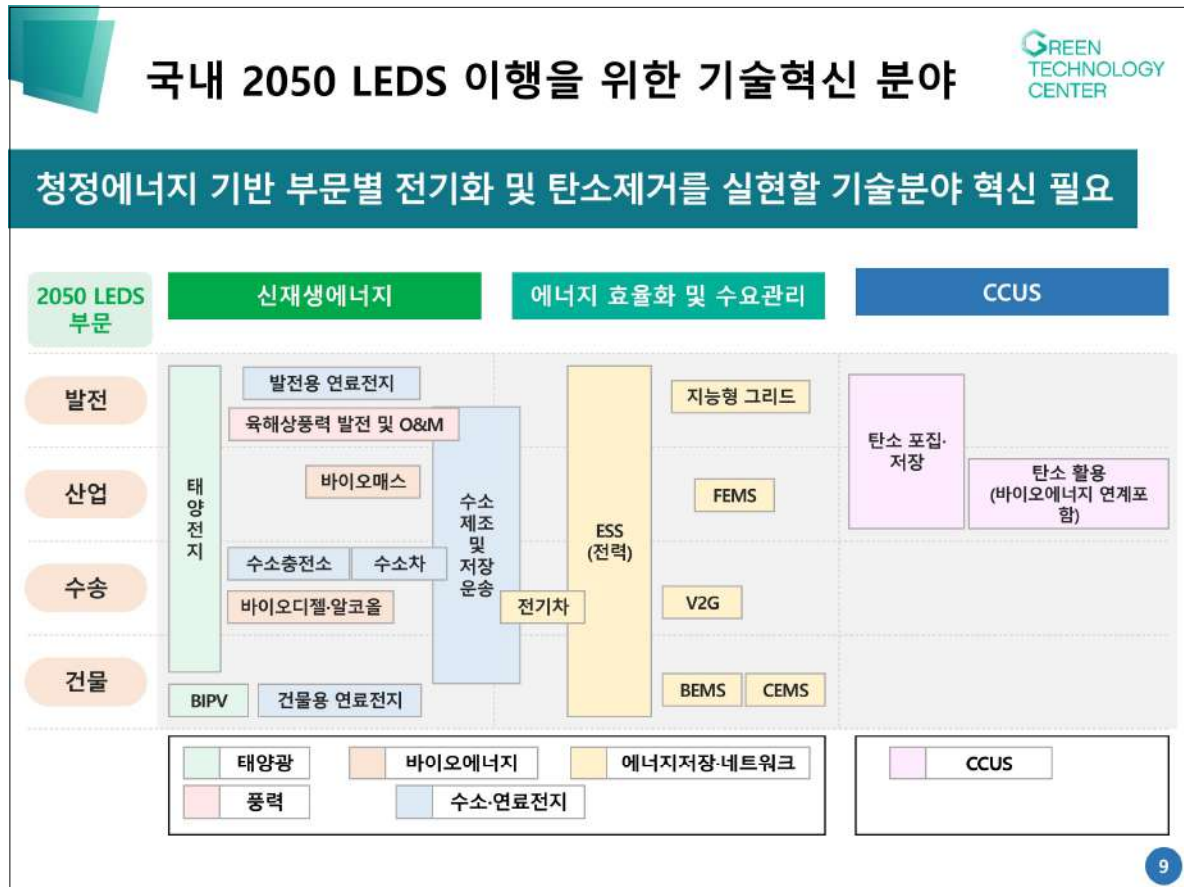 국내 2050 LEDS 이행을 위한 기술혁신 분야
GREEN
TECHNOLOGY
CENTER
청정에너지 기반 부문별 전기화 및 탄소제거를 실현할 기술분야 혁신 필요
2050 LEDS
부문
신재생에너지
에너지 효율화 및 수요관리
CCUS
발전
산업
수송
건물
태
양
전
지
발전용 연료전지
육해상풍력 발전 및 O&M
바이오매스
수소충전소
수소차
바이오디젤·알코올
BIPV
건물용 연료전지
수소
제조
및
저장
운송
전기차
ESS
(전력)
지능형 그리드
FEMS
V2G
BEMS
CEMS
탄소 포집·
저장
탄소 활용
(바이오에너지 연계포
함)
태양광
바이오에너지
에너지저장·네트워크
풍력
수소·연료전지
CCUS
9